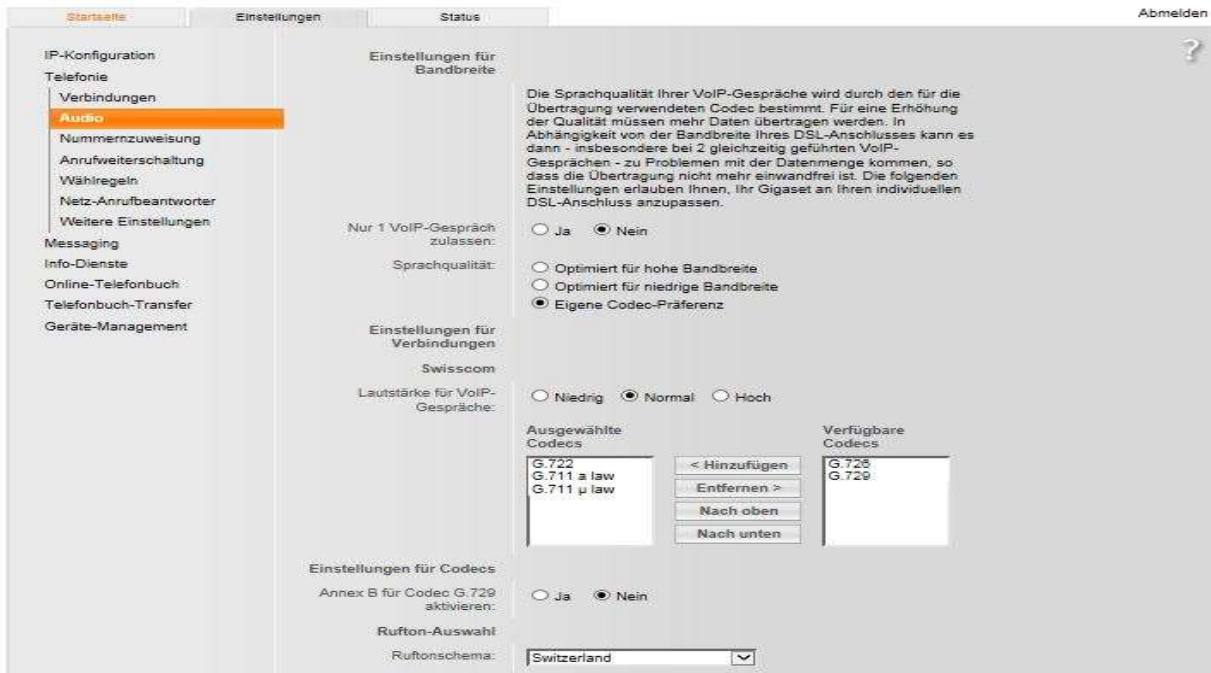 Startseite
Einstellungen
Status
Abmelden
?
IP-Konfiguration
Telefonie
Verbindungen
Audio
Nummernzuweisung
Anrufweiterschaltung
Wählregeln
Netz-Anrufbeantworter
Weitere Einstellungen
Messaging
Info-Dienste
Online-Telefonbuch
Telefonbuch-Transfer
Geräte-Management
Einstellungen für
Bandbreite
Die Sprachqualität Ihrer VoIP-Gespräche wird durch den für die
Übertragung verwendeten Codec bestimmt. Für eine Erhöhung
der Qualität müssen mehr Daten übertragen werden. In
Abhängigkeit von der Bandbreite Ihres DSL-Anschlusses kann es
dann - insbesondere bei 2 gleichzeitig geführten VoIP-
Gesprächen - zu Problemen mit der Datenmenge kommen, so
dass die Übertragung nicht mehr einwandfrei ist. Die folgenden
Einstellungen erlauben Ihnen, Ihr Gigaset an Ihren individuellen
DSL-Anschluss anzupassen.
Nur 1 VoIP-Gespräch
zulassen:
Ja Nein
Sprachqualität:
Optimiert für hohe Bandbreite
Optimiert für niedrige Bandbreite
Eigene Codec-Präferenz
Einstellungen für
Verbindungen
Swisscom
Lautstärke für VoIP-
Gespräche:
Niedrig Normal Hoch
Ausgewählte
Codecs
G.722
G.711 a law
G.711 µ law
< Hinzufügen
Entfernen >
Nach oben
Nach unten
Verfügbare
Codecs
G.726
G.729
Einstellungen für Codecs
Annex B für Codec G.729
aktivieren:
Ja Nein
Rufton-Auswahl
Ruftonschema:
Switzerland